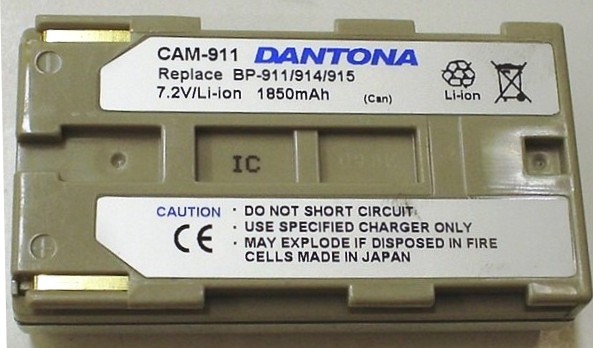 CAM-911 DANTONA
Replace BP-911/914/915
7.2V/Li-ion 1850mAh (Can)
Li-ion
IC
CAUTION · DO NOT SHORT CIRCUIT
CE · USE SPECIFIED CHARGER ONLY
· MAY EXPLODE IF DISPOSED IN FIRE
CELLS MADE IN JAPAN